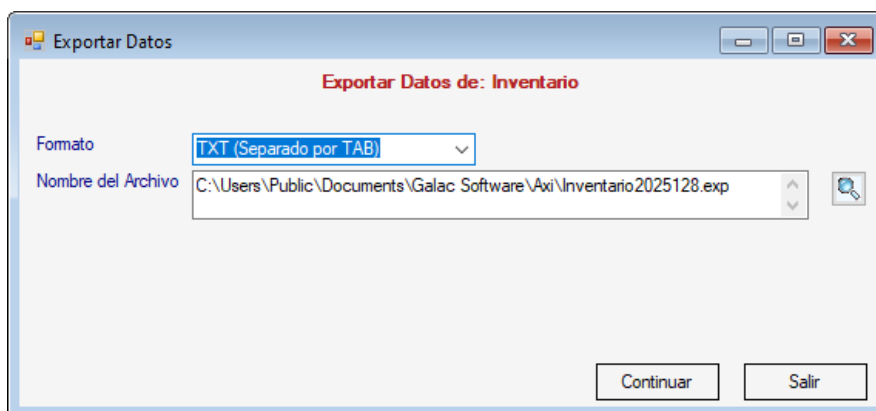 Exportar Datos
Exportar Datos de: Inventario
Formato
TXT (Separado por TAB)
Nombre del Archivo
C:\Users\Public\Documents\Galac Software\Axi\Inventario2025128.exp
Continuar
Salir